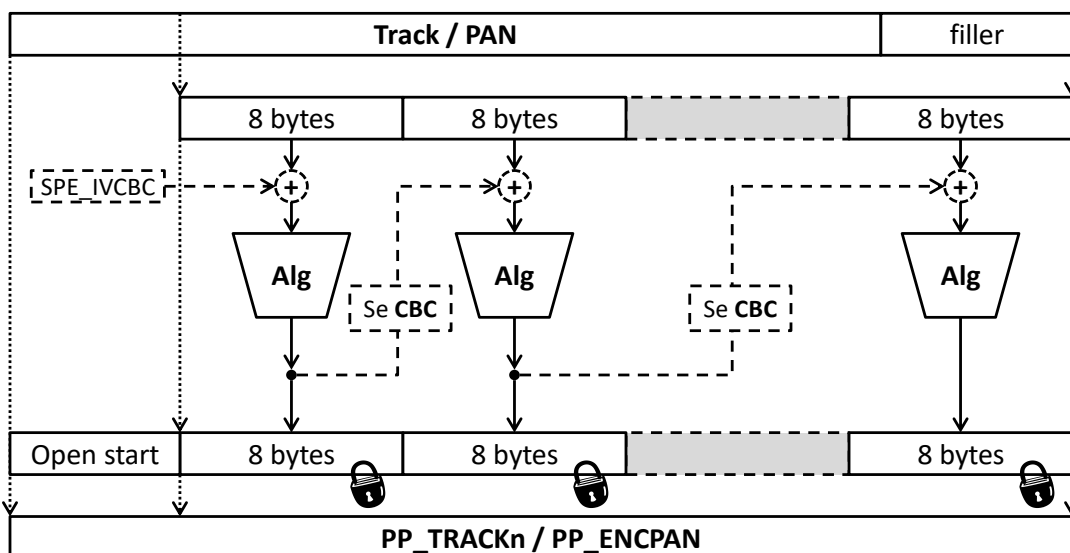 Track / PAN
filler
8 bytes
8 bytes
8 bytes
SPE_IVCBC
+
+
+
Alg
Alg
Alg
Se CBC
Se CBC
Open start
8 bytes
8 bytes
8 bytes
PP_TRACKn / PP_ENCPAN